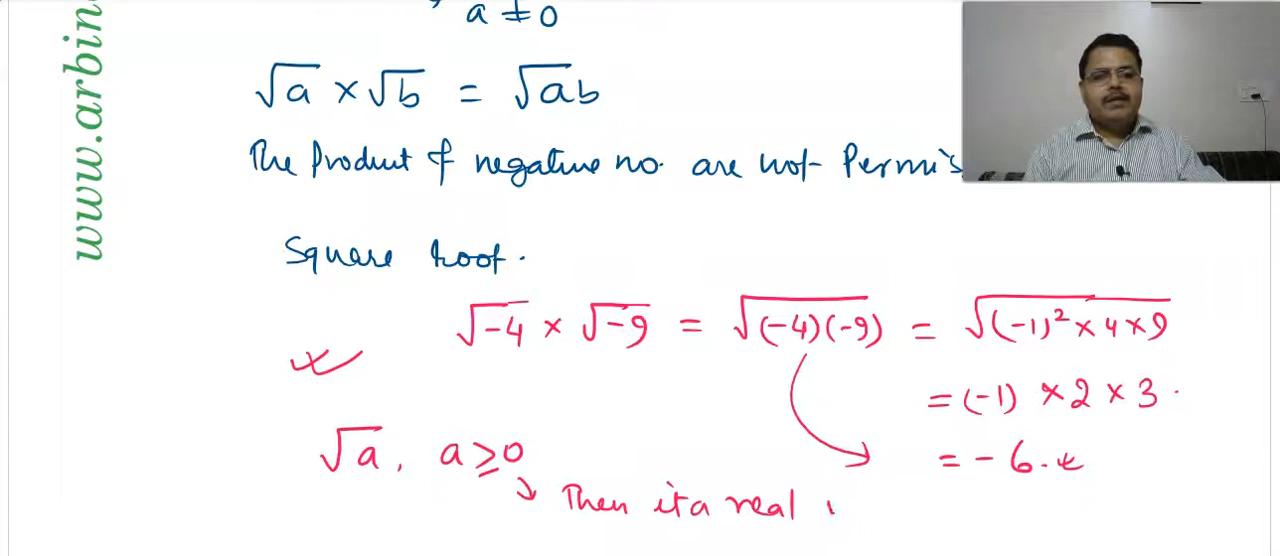 a ≠ 0
√a × √b = √ab
The Product of negative no. are not Permis
Square root.
√-4 × √-9 = √(-4)(-9) = √(-1)² × 4 × 9
= (-1) × 2 × 3.
= -6.
√a, a ≥ 0
Then it a real
www.arbin